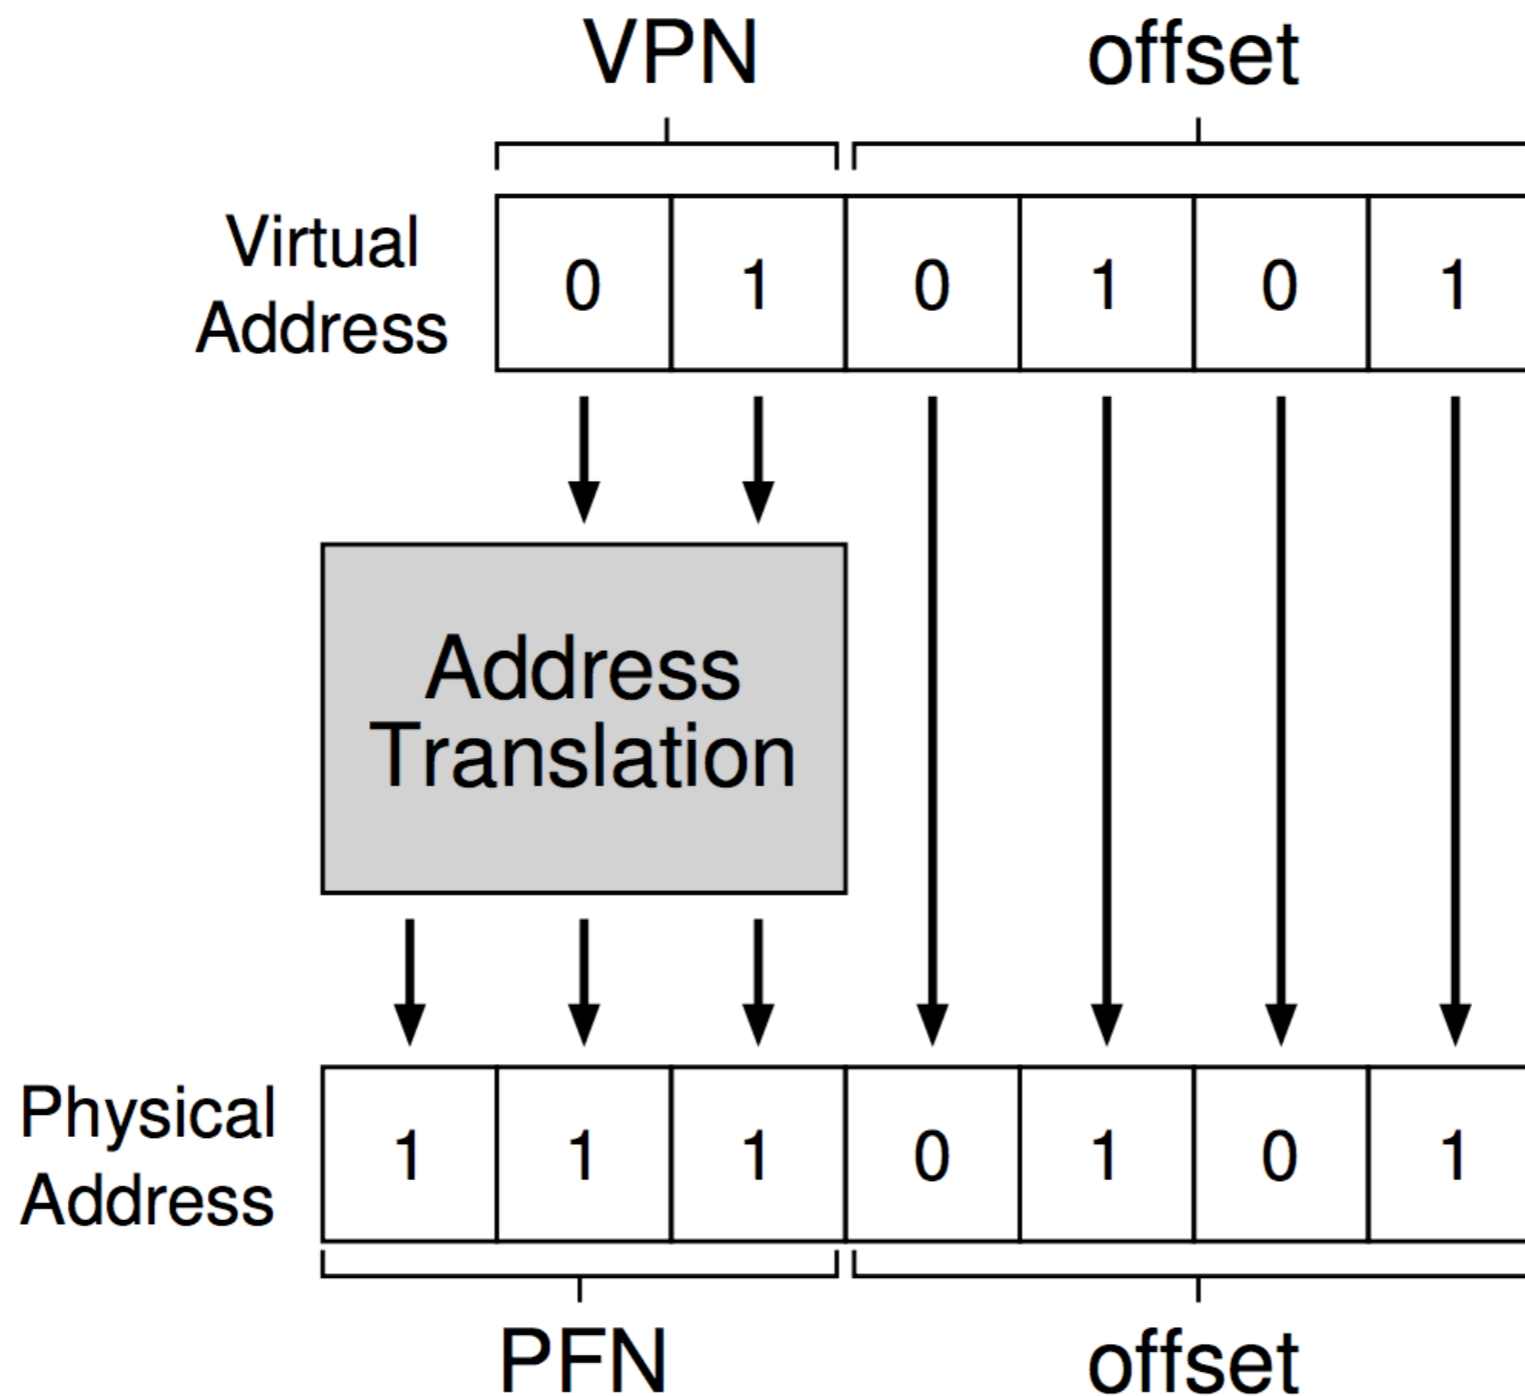 VPN offset
Virtual
Address
0 1 0 1 0 1
Address
Translation
Physical
Address
1 1 1 0 1 0 1
PFN offset